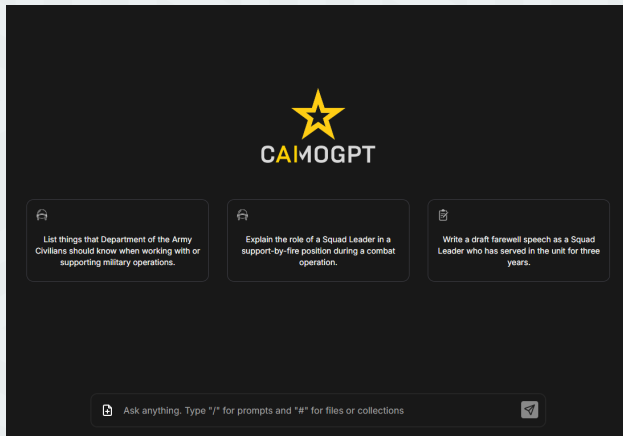 CAMOGPT
List things that Department of the Army
Civilians should know when working with or
supporting military operations.
Explain the role of a Squad Leader in a
support-by-fire position during a combat
operation.
Write a draft farewell speech as a Squad
Leader who has served in the unit for three
years.
Ask anything. Type "/" for prompts and "#" for files or collections